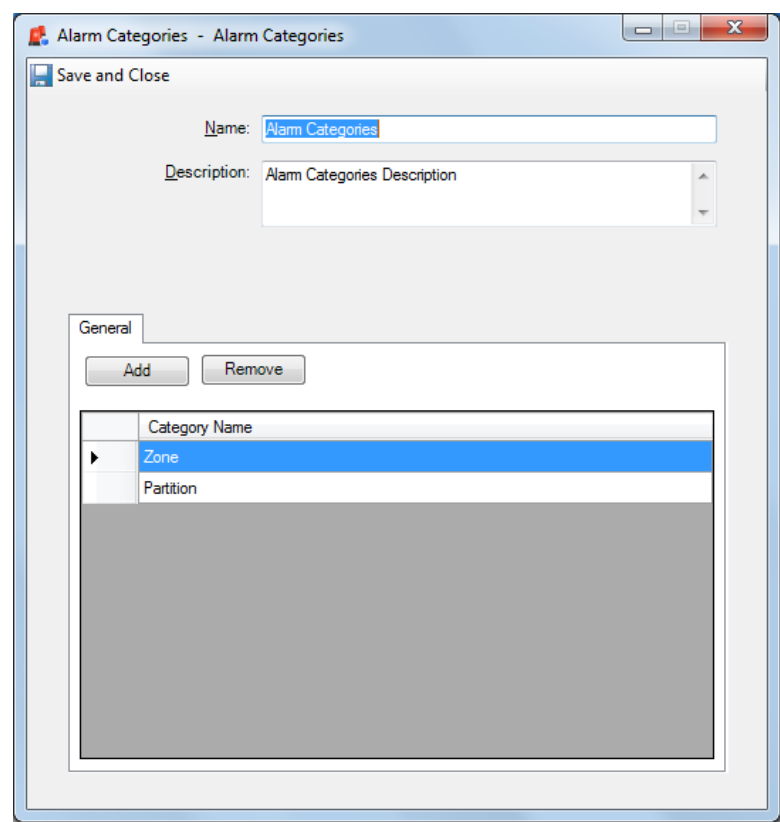 Alarm Categories - Alarm Categories
Save and Close
Name: Alarm Categories
Description: Alarm Categories Description
General
Add Remove
Category Name
Zone
Partition